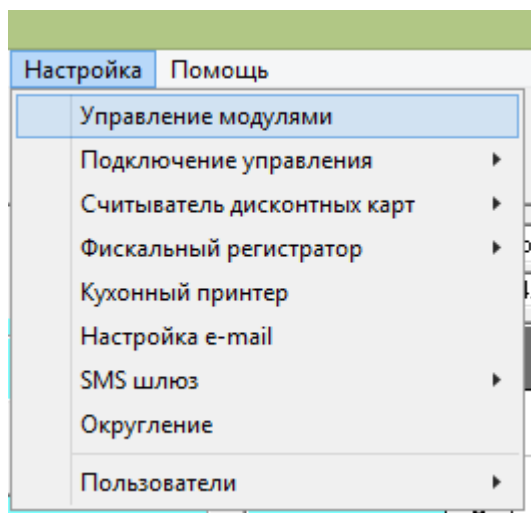 Настройка Помощь
Управление модулями
Подключение управления
Считыватель дисконтных карт
Фискальный регистратор
Кухонный принтер
Настройка e-mail
SMS шлюз
Округление
Пользователи